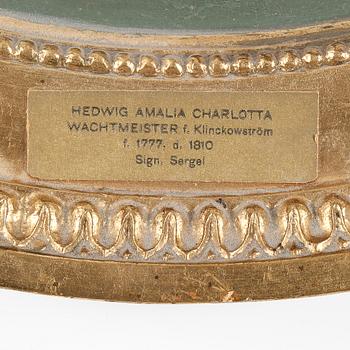 HEDWIG AMALIA CHARLOTTA
WACHTMEISTER f. Klinckowström
f. 1777. d. 1810
Sign. Sergel